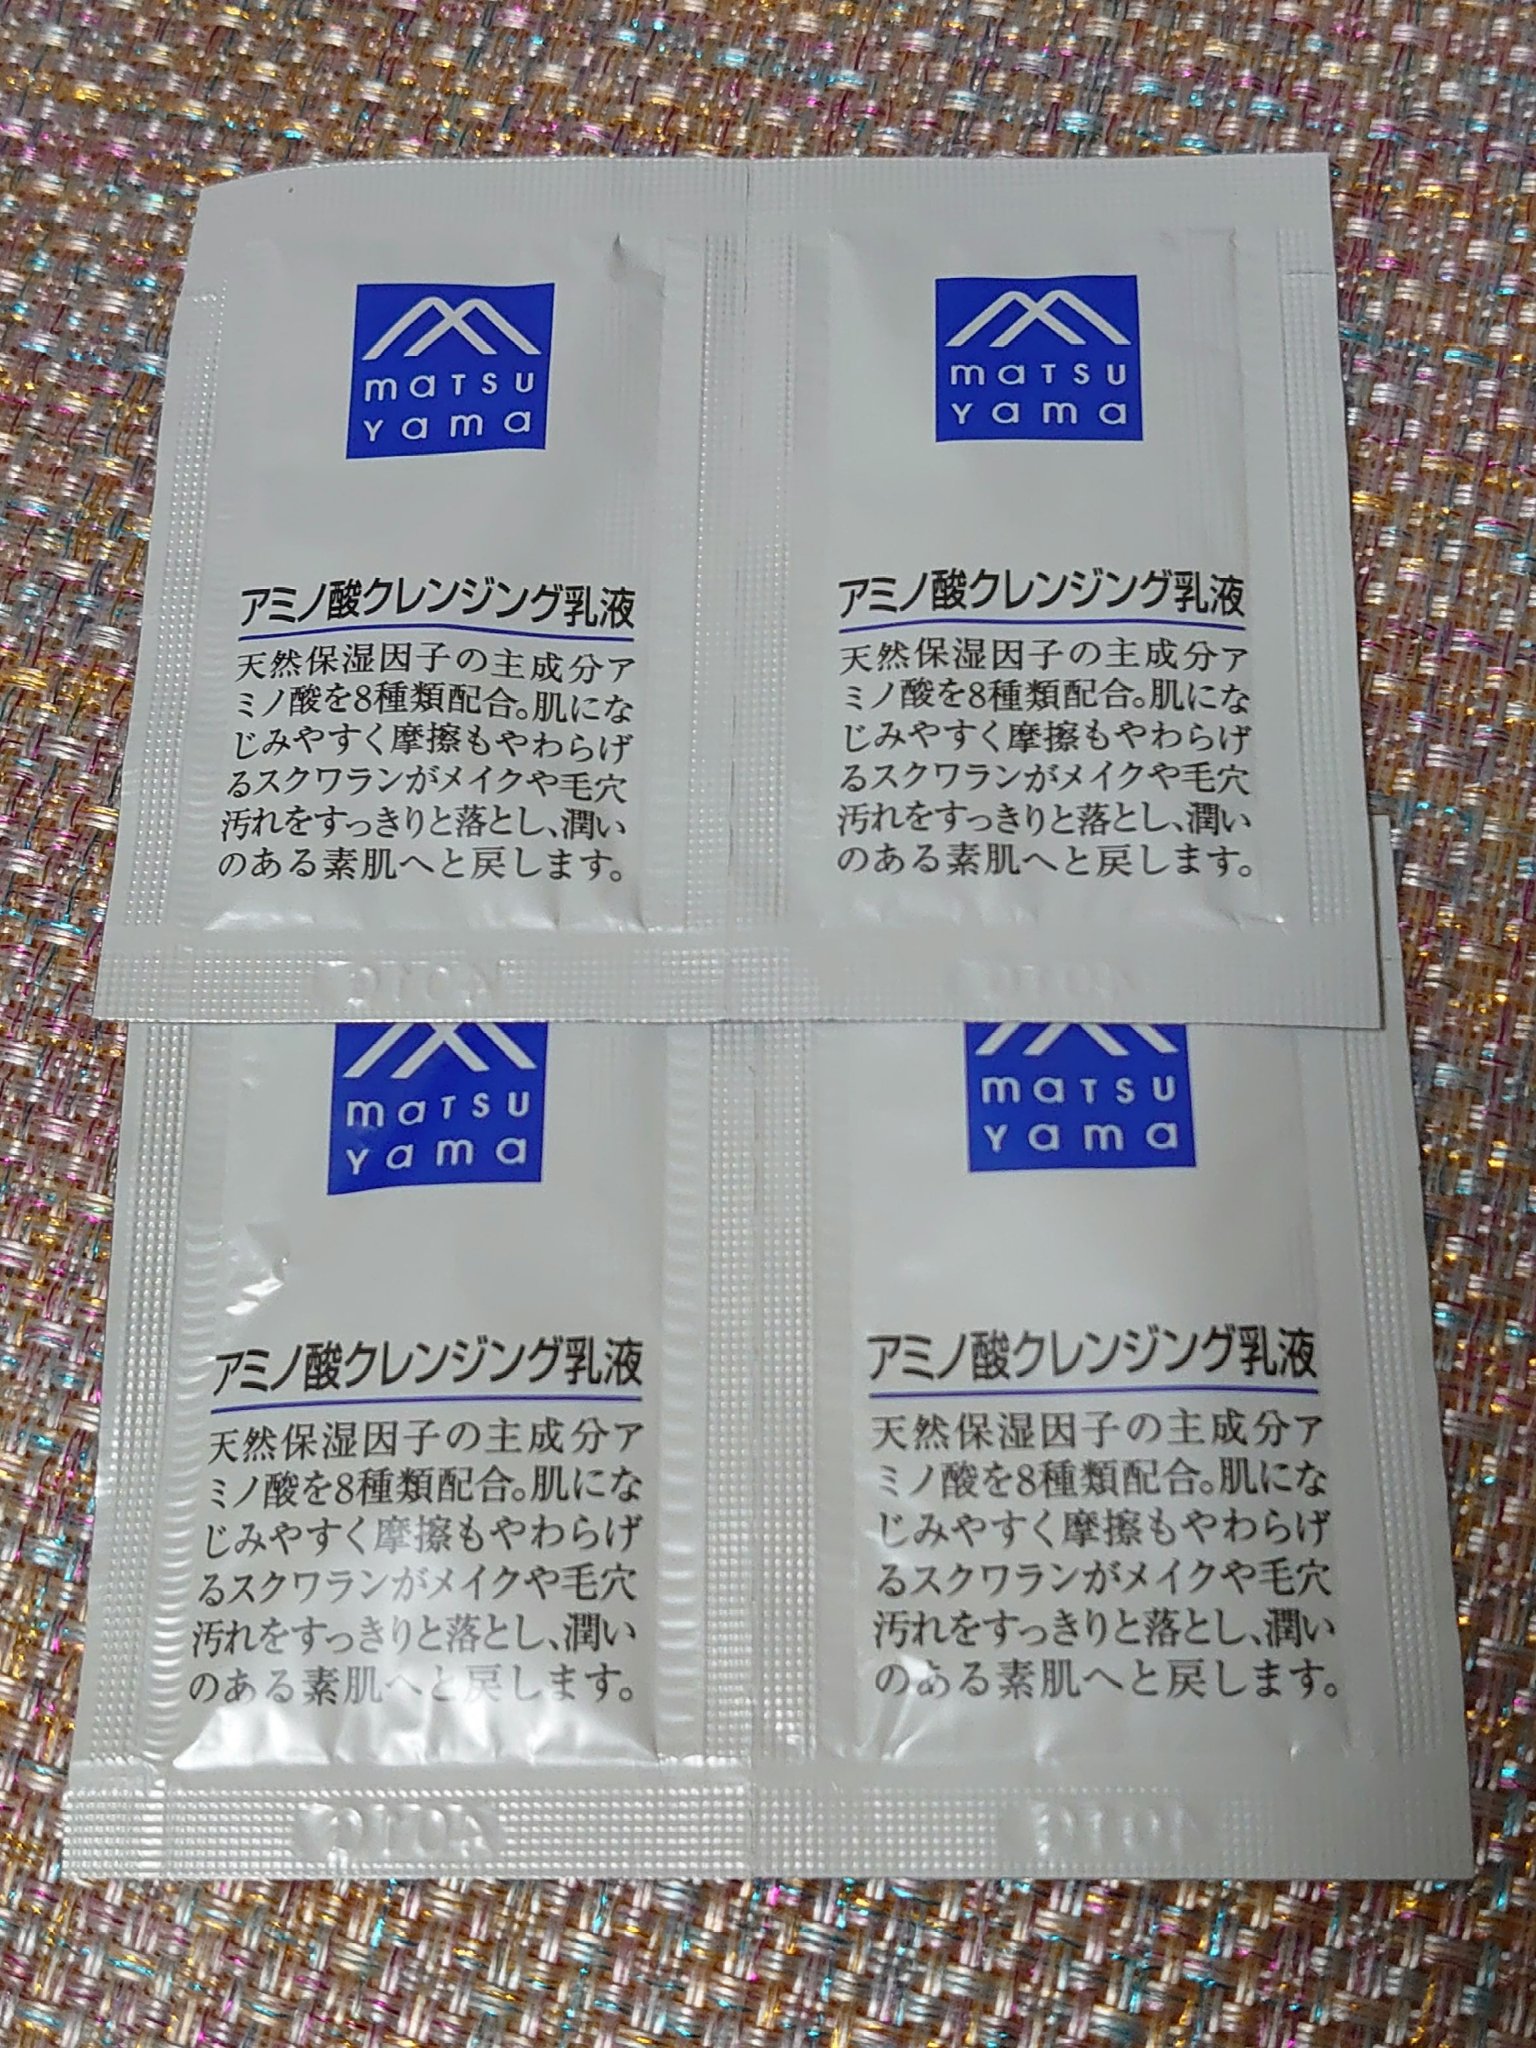 maTSU
yama
アミノ酸クレンジング乳液
天然保湿因子の主成分ア
ミノ酸を8種類配合。肌にな
じみやすく摩擦もやわらげ
るスクワランがメイクや毛穴
汚れをすっきりと落とし、潤い
のある素肌へと戻します。
maTSU
yama
アミノ酸クレンジング乳液
天然保湿因子の主成分ア
ミノ酸を8種類配合。肌にな
じみやすく摩擦もやわらげ
るスクワランがメイクや毛穴
汚れをすっきりと落とし、潤い
のある素肌へと戻します。
maTSU
yama
アミノ酸クレンジング乳液
天然保湿因子の主成分ア
ミノ酸を8種類配合。肌にな
じみやすく摩擦もやわらげ
るスクワランがメイクや毛穴
汚れをすっきりと落とし、潤い
のある素肌へと戻します。
maTSU
yama
アミノ酸クレンジング乳液
天然保湿因子の主成分ア
ミノ酸を8種類配合。肌にな
じみやすく摩擦もやわらげ
るスクワランがメイクや毛穴
汚れをすっきりと落とし、潤い
のある素肌へと戻します。